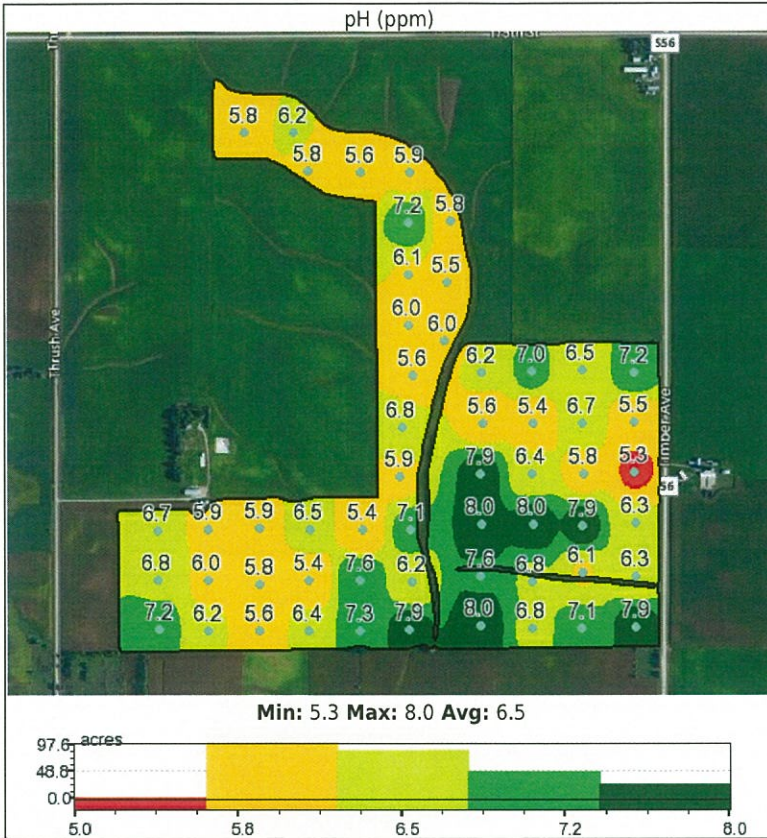 pH (ppm)
556
5.8 6.2
5.8 5.6 5.9
7.2 5.8
6.1 5.5
6.0 6.0
5.6 6.2 7.0 6.5 7.2
6.8 5.6 5.4 6.7 5.5
5.9 7.9 6.4 5.8 5.3
56
6.7 5.9 5.9 6.5 5.4 7.1 8.0 8.0 7.9 6.3
6.8 6.0 5.8 5.4 7.6 6.2 7.6 6.8 6.1 6.3
7.2 6.2 5.6 6.4 7.3 7.9 8.0 6.8 7.1 7.9
Thrush Ave
Timber Ave
Min: 5.3 Max: 8.0 Avg: 6.5
acres
97.6
48.8
0.0
5.0 5.8 6.5 7.2 8.0